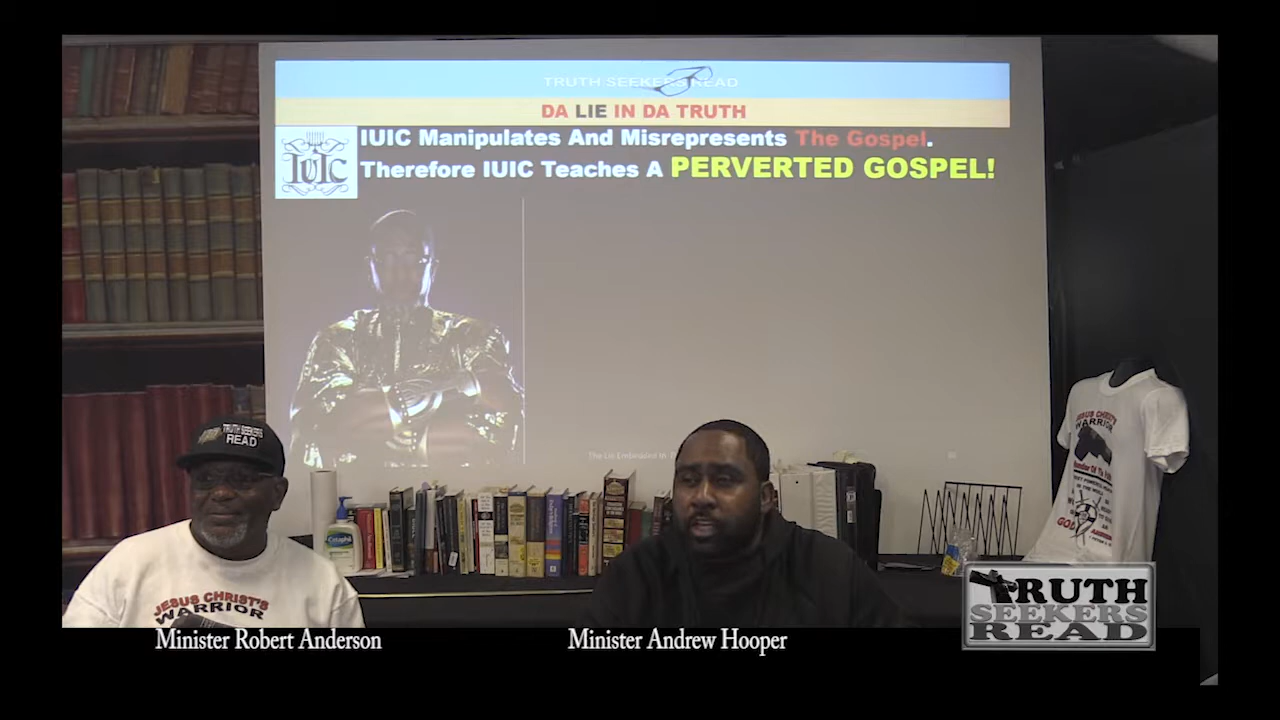 TRUTH SEEKERS READ
DA LIE IN DA TRUTH
IUIC
IUIC Manipulates And Misrepresents The Gospel.
Therefore IUIC Teaches A PERVERTED GOSPEL!
TRUTH SEEKERS
READ
Cetaphil
JESUS CHRIST'S
WARRIOR
JESUS CHRIST'S
WARRIOR
GOD
Minister Robert Anderson
Minister Andrew Hooper
TRUTH
SEEKERS
READ